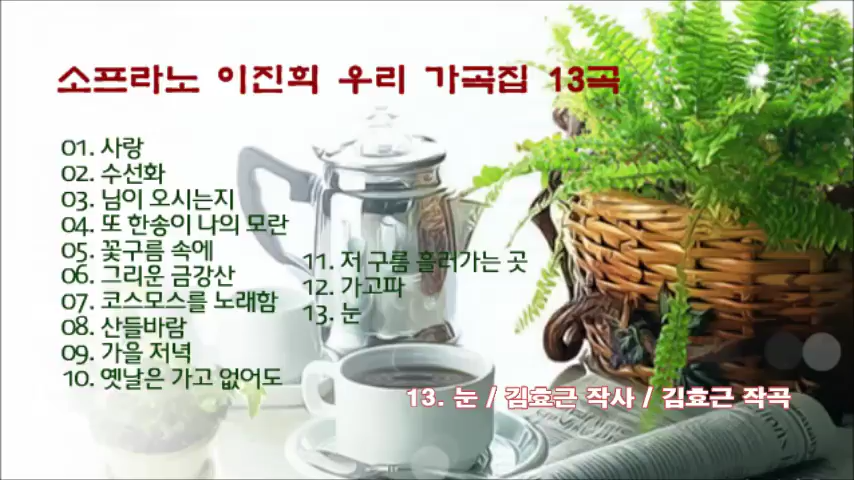 소프라노 이진희 우리 가곡집 13곡
01. 사랑
02. 수선화
03. 님이 오시는지
04. 또 한송이 나의 모란
05. 꽃구름 속에
06. 그리운 금강산
07. 코스모스를 노래함
08. 산들바람
09. 가을 저녁
10. 옛날은 가고 없어도
11. 저 구름 흘러가는 곳
12. 가고파
13. 눈
13. 눈 / 김효근 작사 / 김효근 작곡